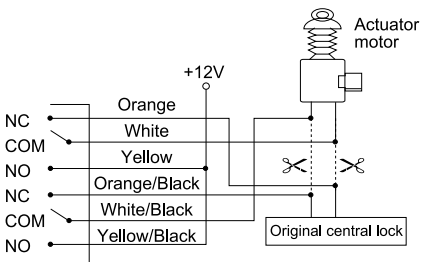 Actuator
motor
+12V
NC
Orange
COM
White
NO
Yellow
NC
Orange/Black
COM
White/Black
NO
Yellow/Black
Original central lock